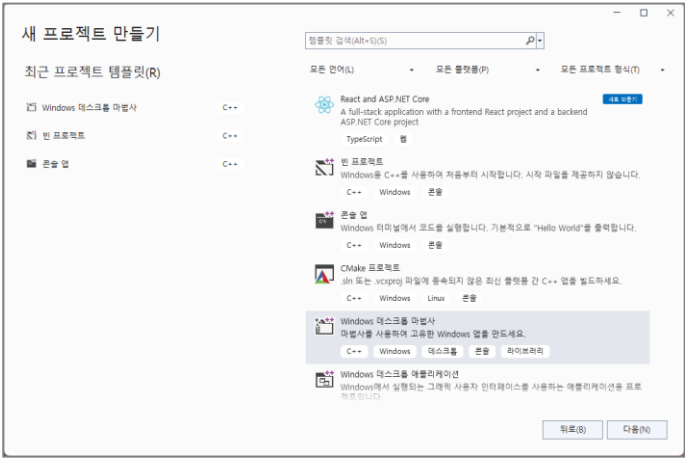 새 프로젝트 만들기
템플릿 검색(Alt+S)(S)
최근 프로젝트 템플릿(R)
모든 언어(L)
모든 플랫폼(P)
모든 프로젝트 형식(T)
Windows 데스크톱 마법사
C++
빈 프로젝트
C++
콘솔 앱
C++
React and ASP.NET Core
새로 만들기
A full-stack application with a frontend React project and a backend
ASP.NET Core project
TypeScript 웹
빈 프로젝트
Windows용 C++를 사용하여 처음부터 시작합니다. 시작 파일을 제공하지 않습니다.
C++ Windows 콘솔
콘솔 앱
Windows 터미널에서 코드를 실행합니다. 기본적으로 "Hello World"를 출력합니다.
C++ Windows 콘솔
CMake 프로젝트
.sln 또는 .vcxproj 파일에 종속되지 않은 최신 플랫폼 간 C++ 앱을 빌드하세요.
C++ Windows Linux 콘솔
Windows 데스크톱 마법사
마법사를 사용하여 고유한 Windows 앱을 만드세요.
C++ Windows 데스크톱 콘솔 라이브러리
Windows 데스크톱 애플리케이션
Windows에서 실행되는 그래픽 사용자 인터페이스를 사용하는 애플리케이션용 프로
젝트입니다.
뒤로(B)
다음(N)